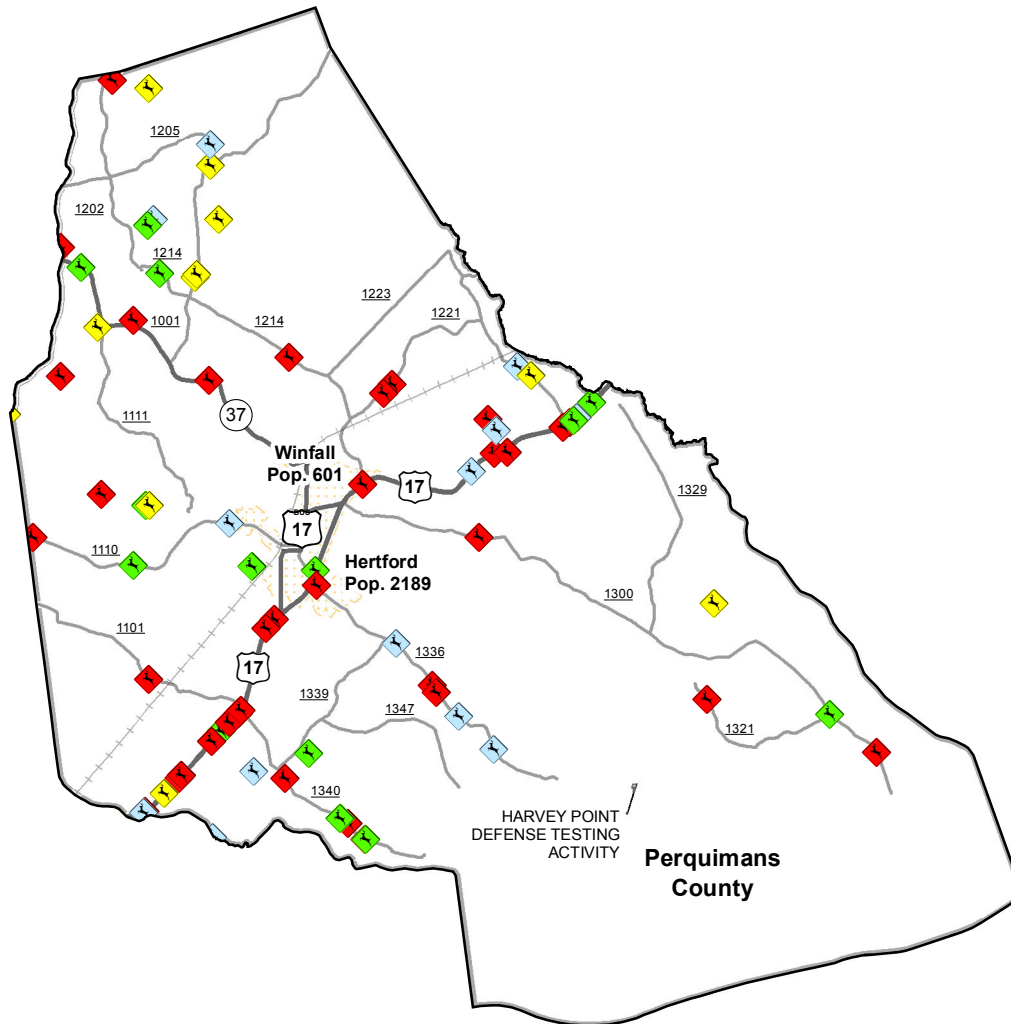 1205
1202
1214
1223
1001
1214
1221
37
1111
Winfall
Pop. 601
17
1329
BUS
17
1110
Hertford
Pop. 2189
1300
1101
1336
17
1339
1347
1321
1340
HARVEY POINT
DEFENSE TESTING
ACTIVITY
Perquimans
County